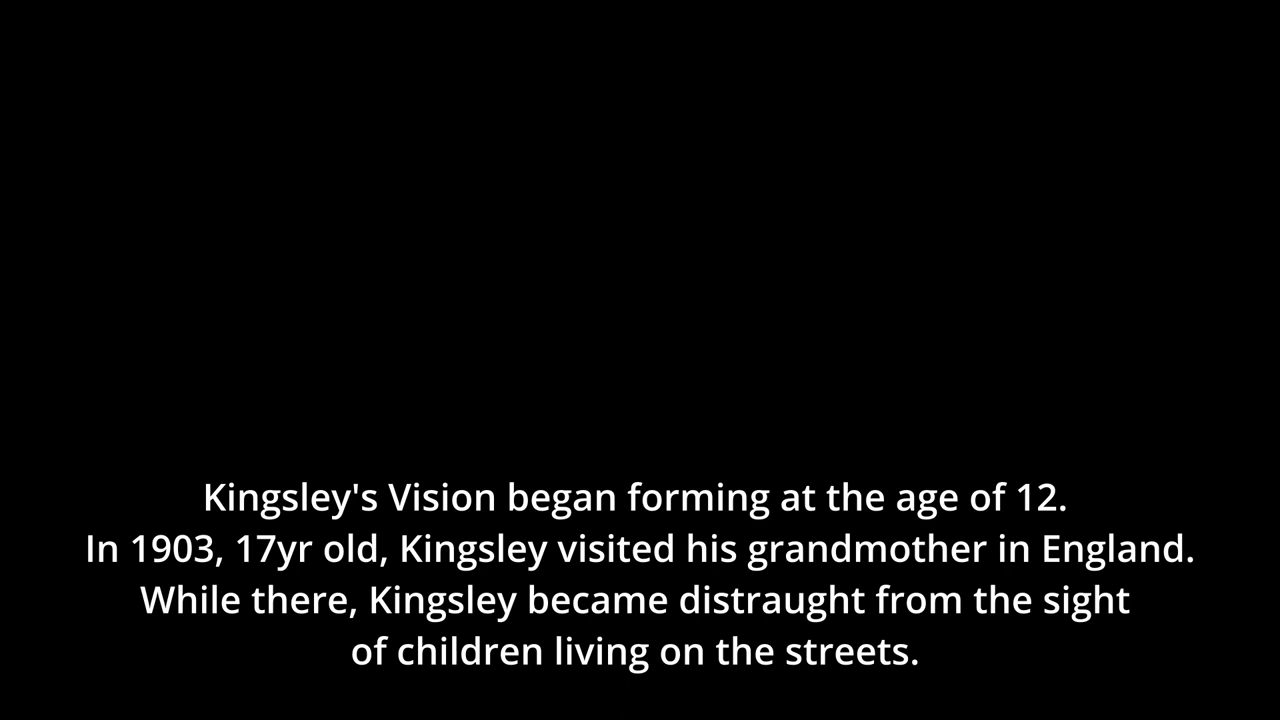 Kingsley's Vision began forming at the age of 12.
In 1903, 17yr old, Kingsley visited his grandmother in England.
While there, Kingsley became distraught from the sight
of children living on the streets.